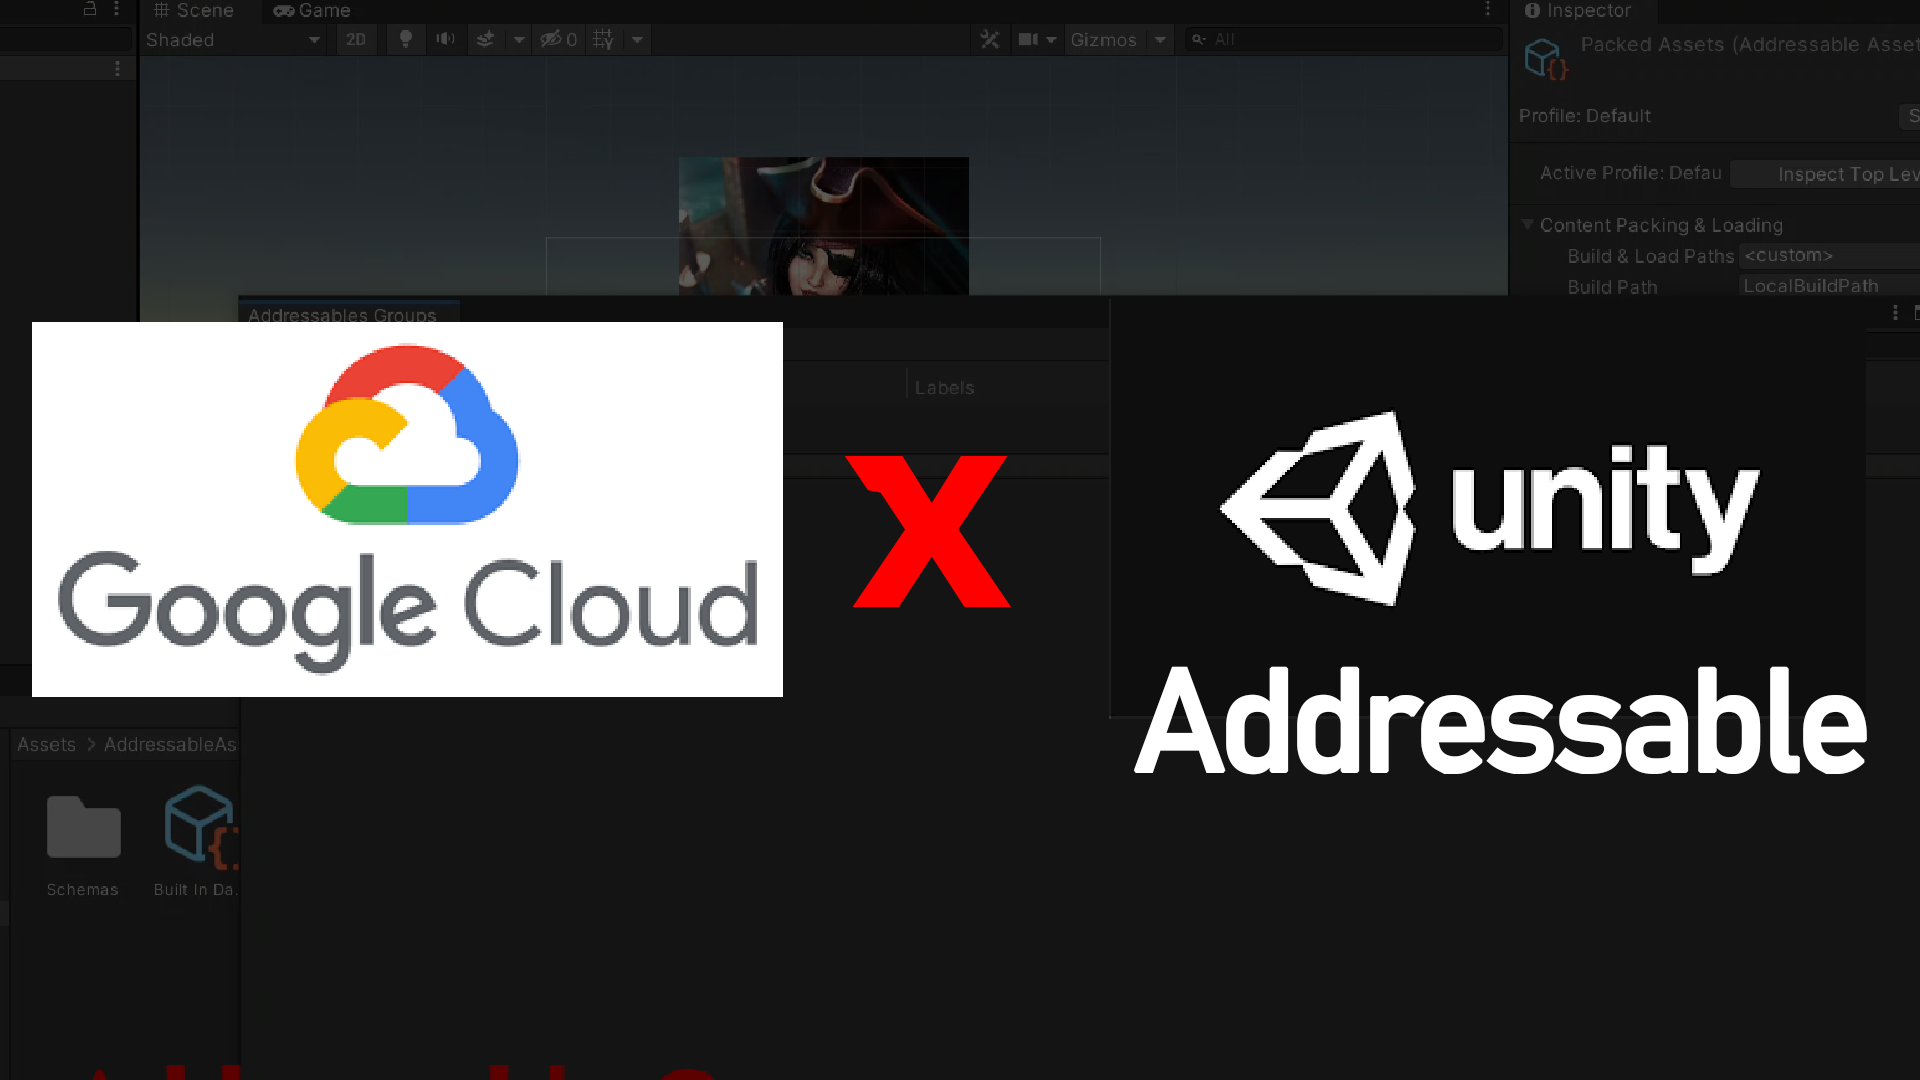 Scene
Game
Inspector
Shaded
2D
0
Gizmos
All
Packed Assets (Addressable Asset
Profile: Default
S
Active Profile: Defau
Inspect Top Lev
Content Packing & Loading
Build & Load Paths
<custom>
Build Path
LocalBuildPath
Addressables Groups
Labels
Google Cloud
X
unity
Addressable
Assets > AddressableAs
Schemas
Built In Da.